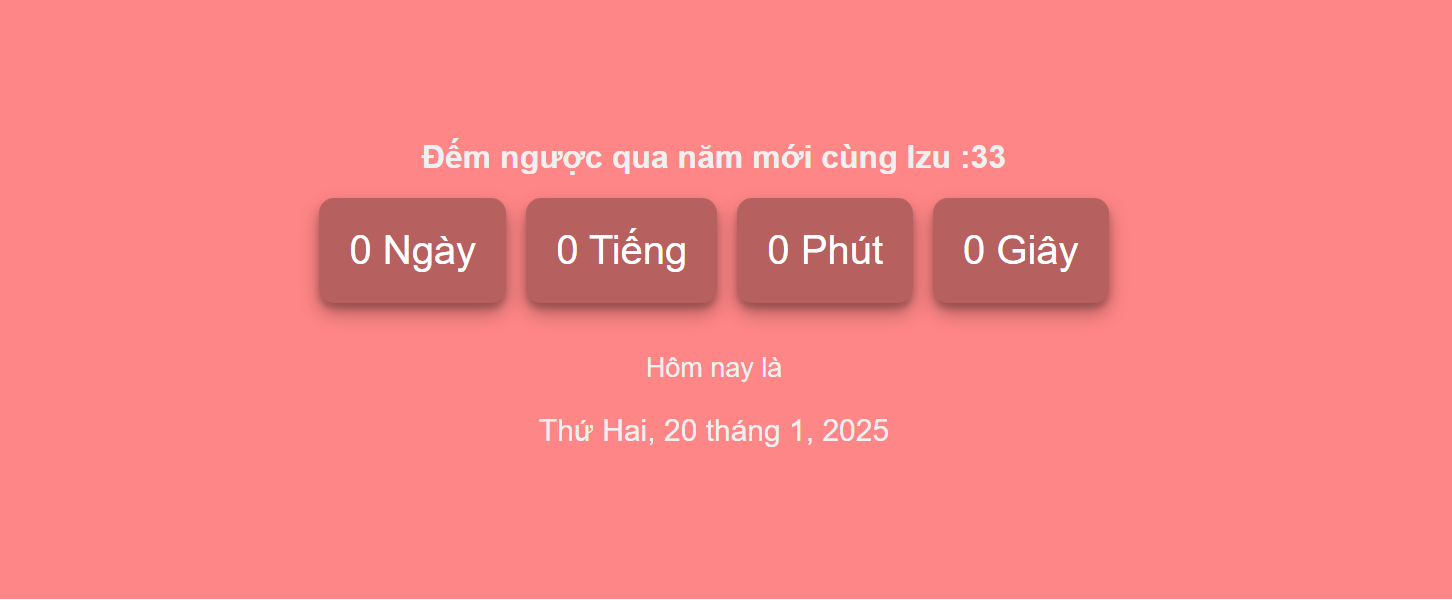 Đếm ngược qua năm mới cùng Izu :33
0 Ngày 0 Tiếng 0 Phút 0 Giây
Hôm nay là
Thứ Hai, 20 tháng 1, 2025